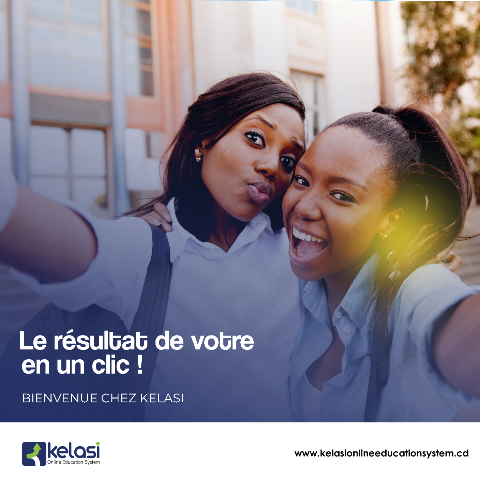 Le résultat de votre
en un clic !
BIENVENUE CHEZ KELASI
kelasi
Online Education System
www.kelasionlineeducationsystem.cd